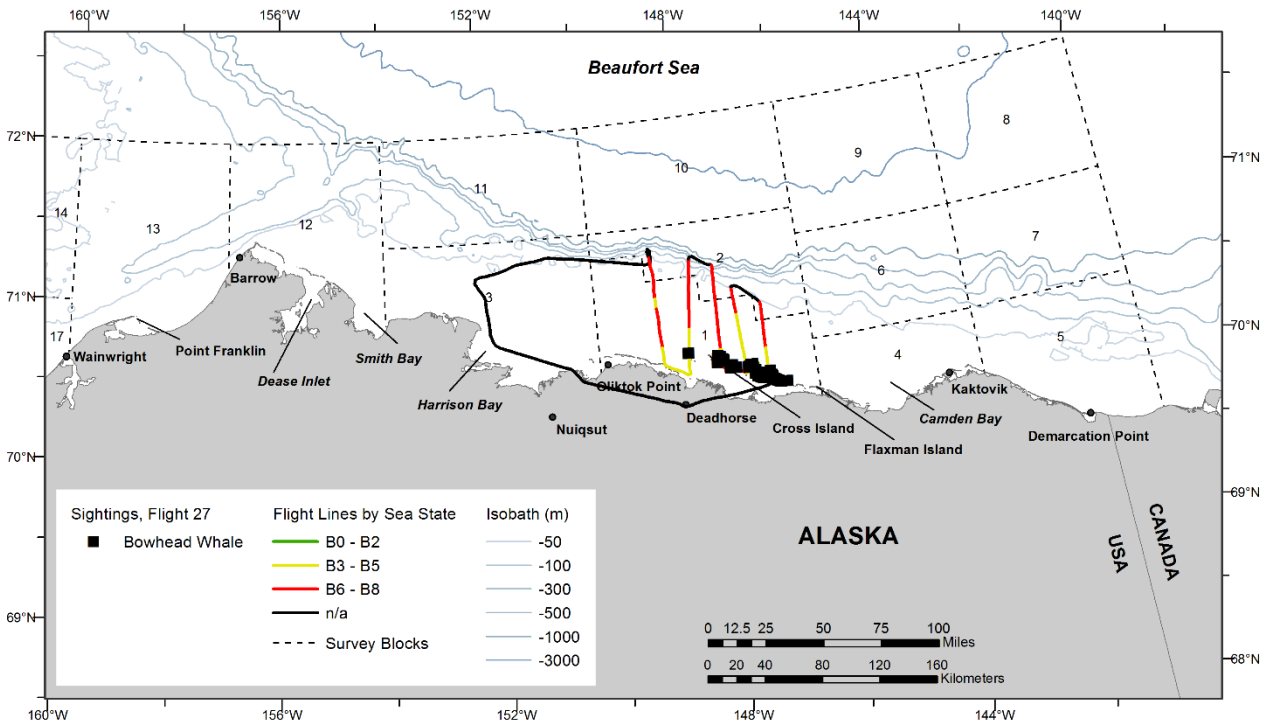 160°W 156°W 152°W 148°W 144°W 140°W
Beaufort Sea
8
72°N
9
71°N
10
11
14
13
12
7
2
6
Barrow
71°N
3
70°N
17
1
5
Point Franklin
Wainwright
Smith Bay
4
Dease Inlet
Oliktok Point
Kaktovik
Harrison Bay
Deadhorse
Camden Bay
Nuiqsut
Cross Island
Demarcation Point
Flaxman Island
70°N
69°N
Sightings, Flight 27
Bowhead Whale
Flight Lines by Sea State
B0 - B2
B3 - B5
B6 - B8
n/a
Survey Blocks
Isobath (m)
-50
-100
-300
-500
-1000
-3000
ALASKA
USA
CANADA
69°N
0 12.5 25 50 75 100
Miles
0 20 40 80 120 160
Kilometers
68°N
160°W 156°W 152°W 148°W 144°W 140°W